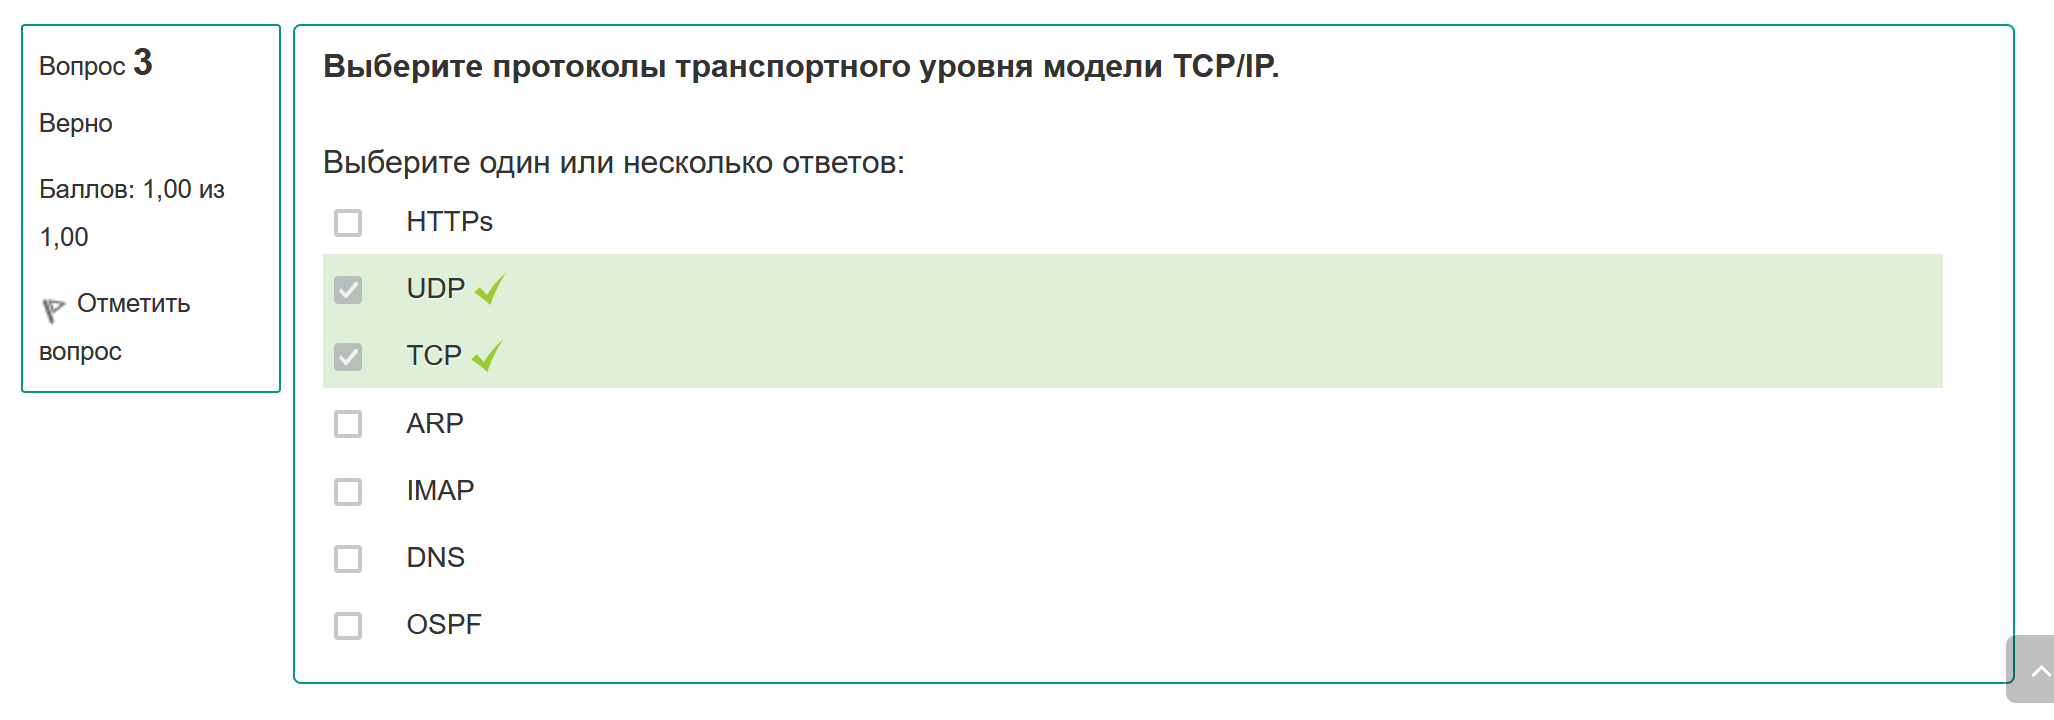 Вопрос 3
Верно
Баллов: 1,00 из
1,00
Отметить
вопрос
Выберите протоколы транспортного уровня модели TCP/IP.
Выберите один или несколько ответов:
HTTPs
UDP
TCP
ARP
IMAP
DNS
OSPF